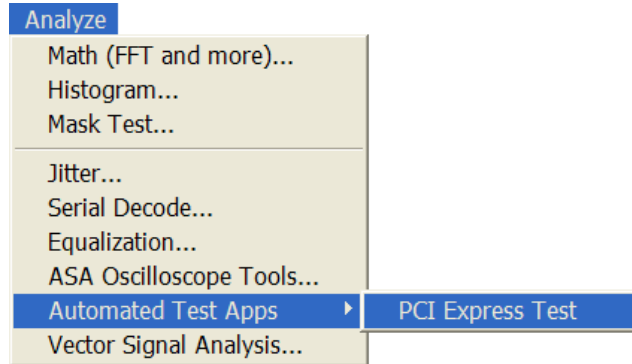 Analyze
Math (FFT and more)...
Histogram...
Mask Test...
Jitter...
Serial Decode...
Equalization...
ASA Oscilloscope Tools...
Automated Test Apps PCI Express Test
Vector Signal Analysis...